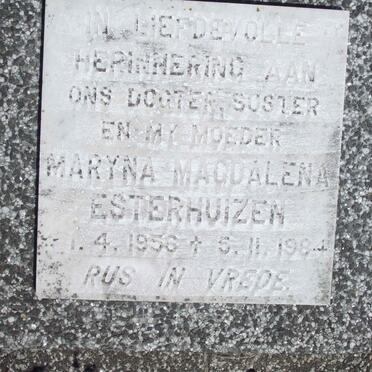 IN LIEFDEVOLLE
HERINNERING AAN
ONS DOGTER, SUSTER
EN MY MOEDER
MARYNA MAGDALENA
ESTERHUIZEN
1. 4. 1956 + 5. 11. 1984
RUS IN VREDE.